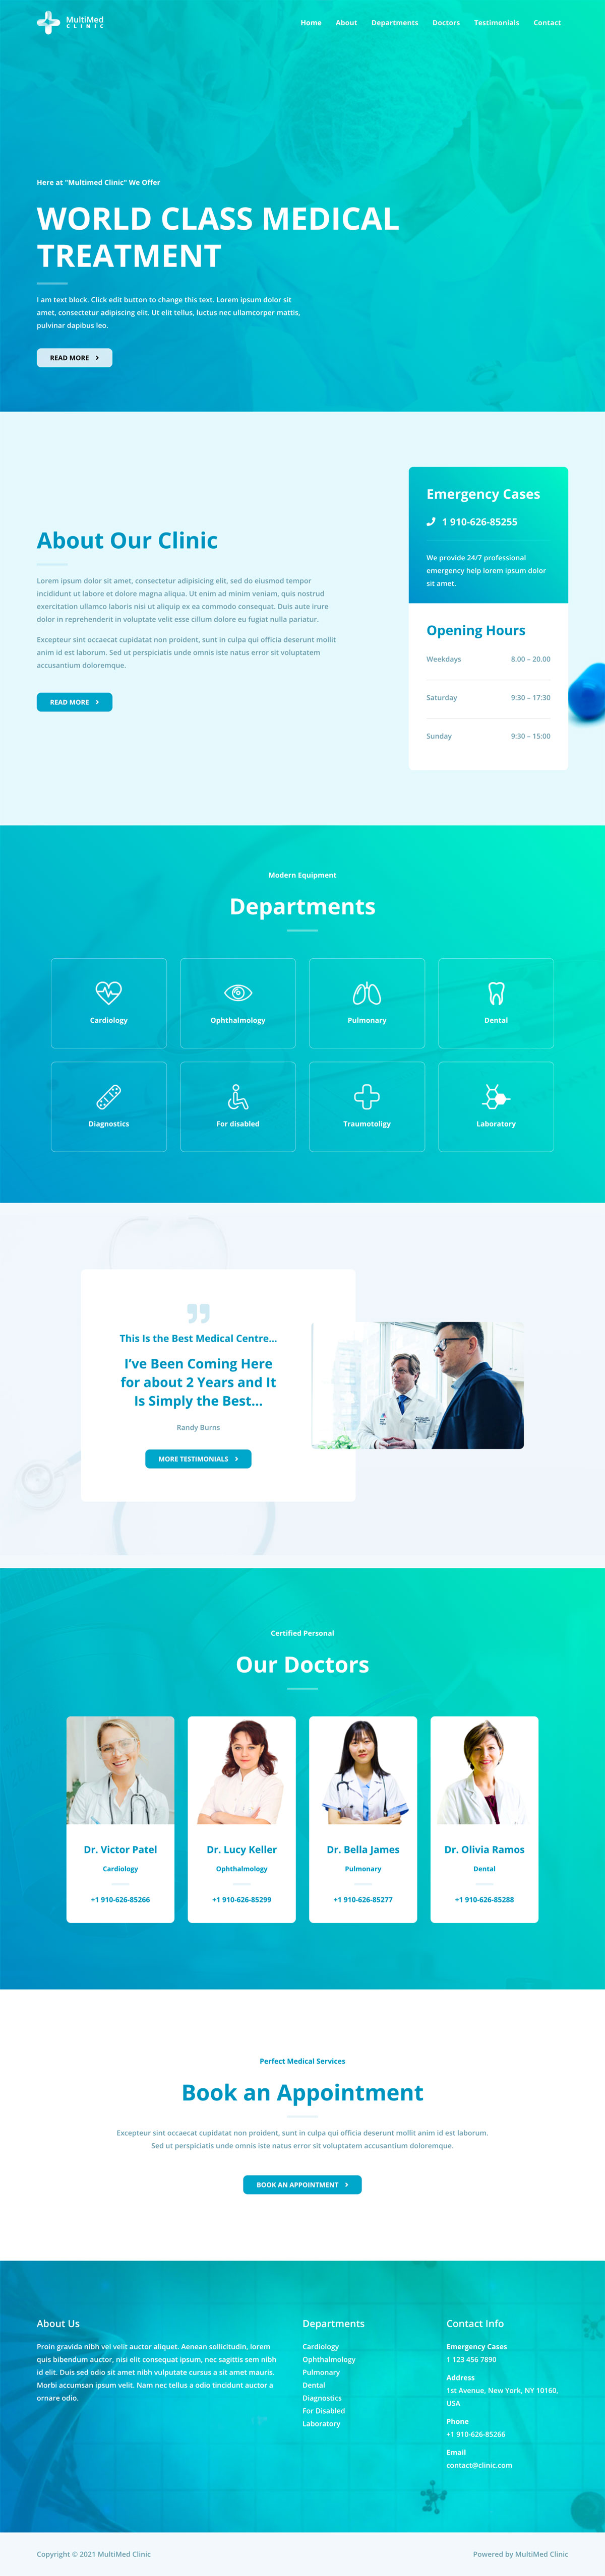 MultiMed
CLINIC
Home About Departments Doctors Testimonials Contact
Here at "Multimed Clinic" We Offer
WORLD CLASS MEDICAL
TREATMENT
I am text block. Click edit button to change this text. Lorem ipsum dolor sit
amet, consectetur adipiscing elit. Ut elit tellus, luctus nec ullamcorper mattis,
pulvinar dapibus leo.
READ MORE
About Our Clinic
Lorem ipsum dolor sit amet, consectetur adipisicing elit, sed do eiusmod tempor
incididunt ut labore et dolore magna aliqua. Ut enim ad minim veniam, quis nostrud
exercitation ullamco laboris nisi ut aliquip ex ea commodo consequat. Duis aute irure
dolor in reprehenderit in voluptate velit esse cillum dolore eu fugiat nulla pariatur.
Excepteur sint occaecat cupidatat non proident, sunt in culpa qui officia deserunt mollit
anim id est laborum. Sed ut perspiciatis unde omnis iste natus error sit voluptatem
accusantium doloremque.
READ MORE
Emergency Cases
1 910-626-85255
We provide 24/7 professional
emergency help lorem ipsum dolor
sit amet.
Opening Hours
Weekdays 8.00 – 20.00
Saturday 9:30 – 17:30
Sunday 9:30 – 15:00
Modern Equipment
Departments
Cardiology
Ophthalmology
Pulmonary
Dental
Diagnostics
For disabled
Traumotoligy
Laboratory
This Is the Best Medical Centre...
I've Been Coming Here
for about 2 Years and It
Is Simply the Best...
Randy Burns
MORE TESTIMONIALS
Certified Personal
Our Doctors
Dr. Victor Patel
Cardiology
+1 910-626-85266
Dr. Lucy Keller
Ophthalmology
+1 910-626-85299
Dr. Bella James
Pulmonary
+1 910-626-85277
Dr. Olivia Ramos
Dental
+1 910-626-85288
Perfect Medical Services
Book an Appointment
Excepteur sint occaecat cupidatat non proident, sunt in culpa qui officia deserunt mollit anim id est laborum.
Sed ut perspiciatis unde omnis iste natus error sit voluptatem accusantium doloremque.
BOOK AN APPOINTMENT
About Us
Proin gravida nibh vel velit auctor aliquet. Aenean sollicitudin, lorem
quis bibendum auctor, nisi elit consequat ipsum, nec sagittis sem nibh
id elit. Duis sed odio sit amet nibh vulputate cursus a sit amet mauris.
Morbi accumsan ipsum velit. Nam nec tellus a odio tincidunt auctor a
ornare odio.
Departments
Cardiology
Ophthalmology
Pulmonary
Dental
Diagnostics
For Disabled
Laboratory
Contact Info
Emergency Cases
1 123 456 7890
Address
1st Avenue, New York, NY 10160,
USA
Phone
+1 910-626-85266
Email
contact@clinic.com
Copyright © 2021 MultiMed Clinic
Powered by MultiMed Clinic